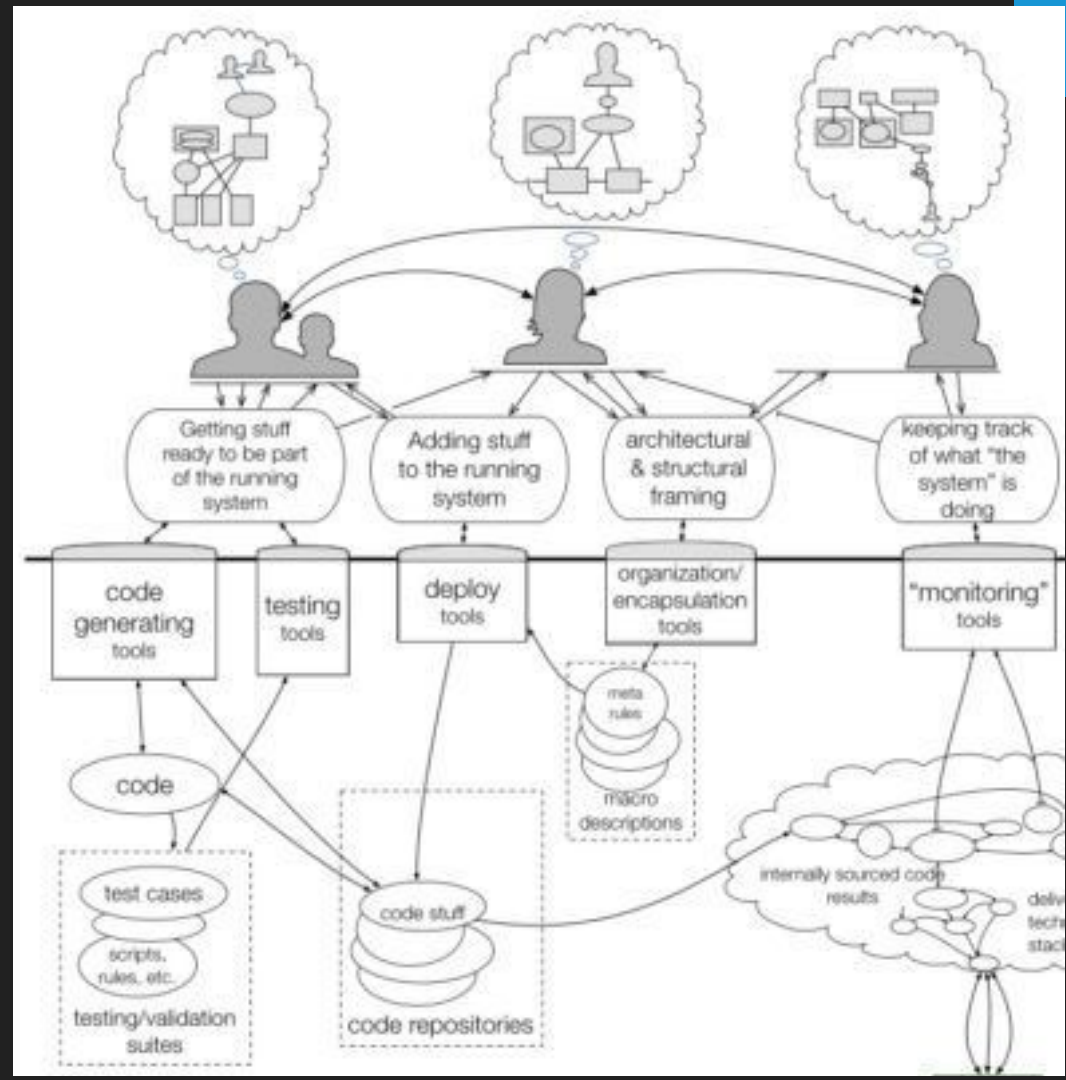 Getting stuff
ready to be part
of the running
system
Adding stuff
to the running
system
architectural
& structural
framing
keeping track
of what "the
system" is
doing
code
generating
tools
testing
tools
deploy
tools
organization/
encapsulation
tools
"monitoring"
tools
meta
rules
macro
descriptions
code
test cases
scripts,
rules, etc.
testing/validation
suites
code stuff
code repositories
internally sourced code
results
deliv
tech
stac